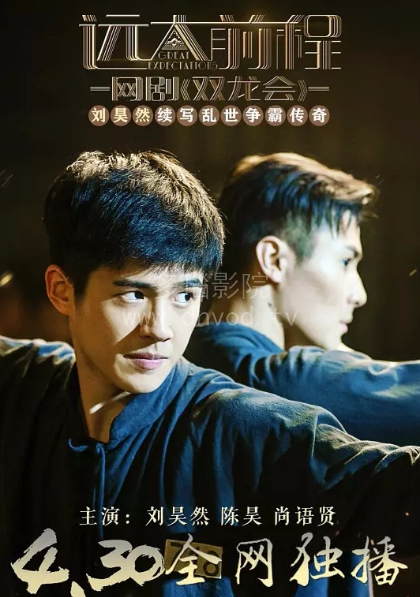 远大前程
GREAT
EXPECTATIONS
网剧《双龙会》
刘昊然续写乱世争霸传奇
影院
主演：刘昊然 陈昊 尚语贤
4.30全网独播